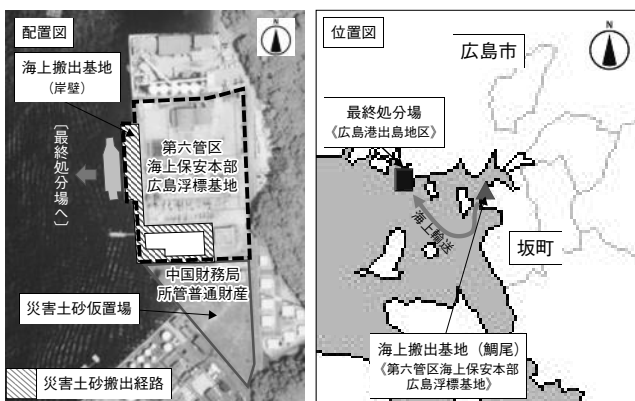 配置図
海上搬出基地
(岸壁)
〔最終処分場へ〕
第六管区
海上保安本部
広島浮標基地
中国財務局
所管普通財産
災害土砂仮置場
災害土砂搬出経路
位置図
広島市
最終処分場
《広島港出島地区》
海上輸送
坂町
海上搬出基地（鯛尾）
《第六管区海上保安本部
広島浮標基地》
N
N